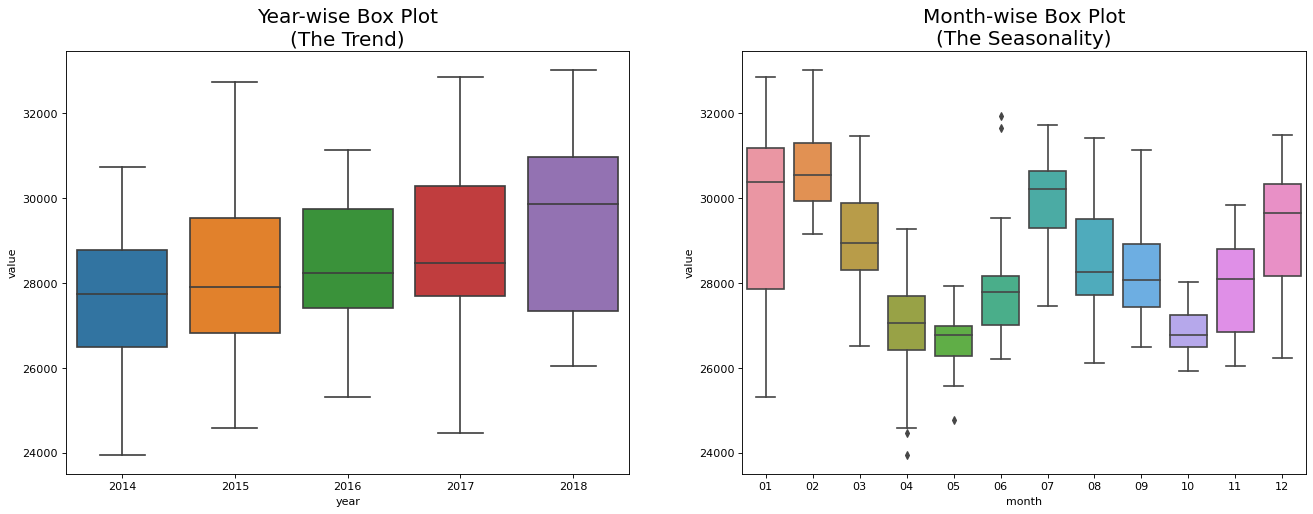 Year-wise Box Plot
(The Trend)
32000
30000
28000
26000
24000
value
2014 2015 2016 2017 2018
year
Month-wise Box Plot
(The Seasonality)
32000
30000
28000
26000
24000
value
01 02 03 04 05 06 07 08 09 10 11 12
month